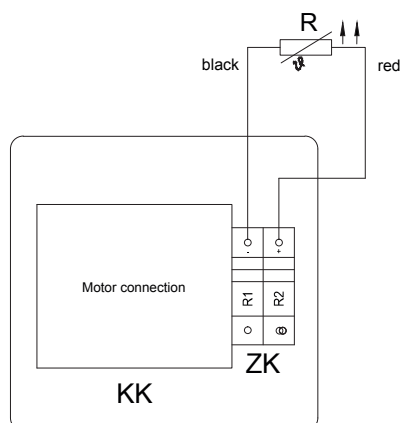 R
black
red
ϑ
- +
Motor connection
R1 R2
ZK
KK